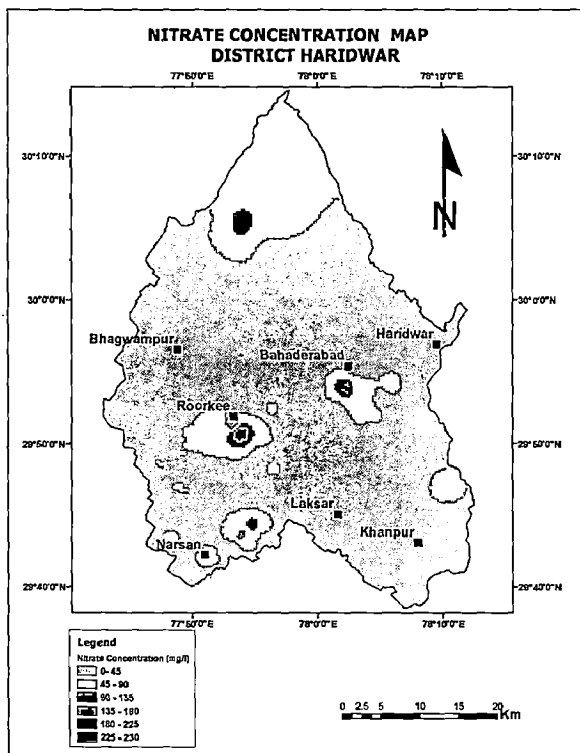 NITRATE CONCENTRATION MAP
DISTRICT HARIDWAR
77°50'0"E 78°0'0"E 78°10'0"E
30°10'0"N 30°10'0"N
N
30°0'0"N 30°0'0"N
Bhagwampur
Haridwar
Bahaderabad
Roorkee
29°50'0"N 29°50'0"N
Laksar
Khanpur
Narsan
29°40'0"N 29°40'0"N
77°50'0"E 78°0'0"E 78°10'0"E
Legend
Nitrate Concentration (mg/l)
0-45
45-90
90-135
135-180
180-225
225-230
0 2.5 5 10 15 20
Km